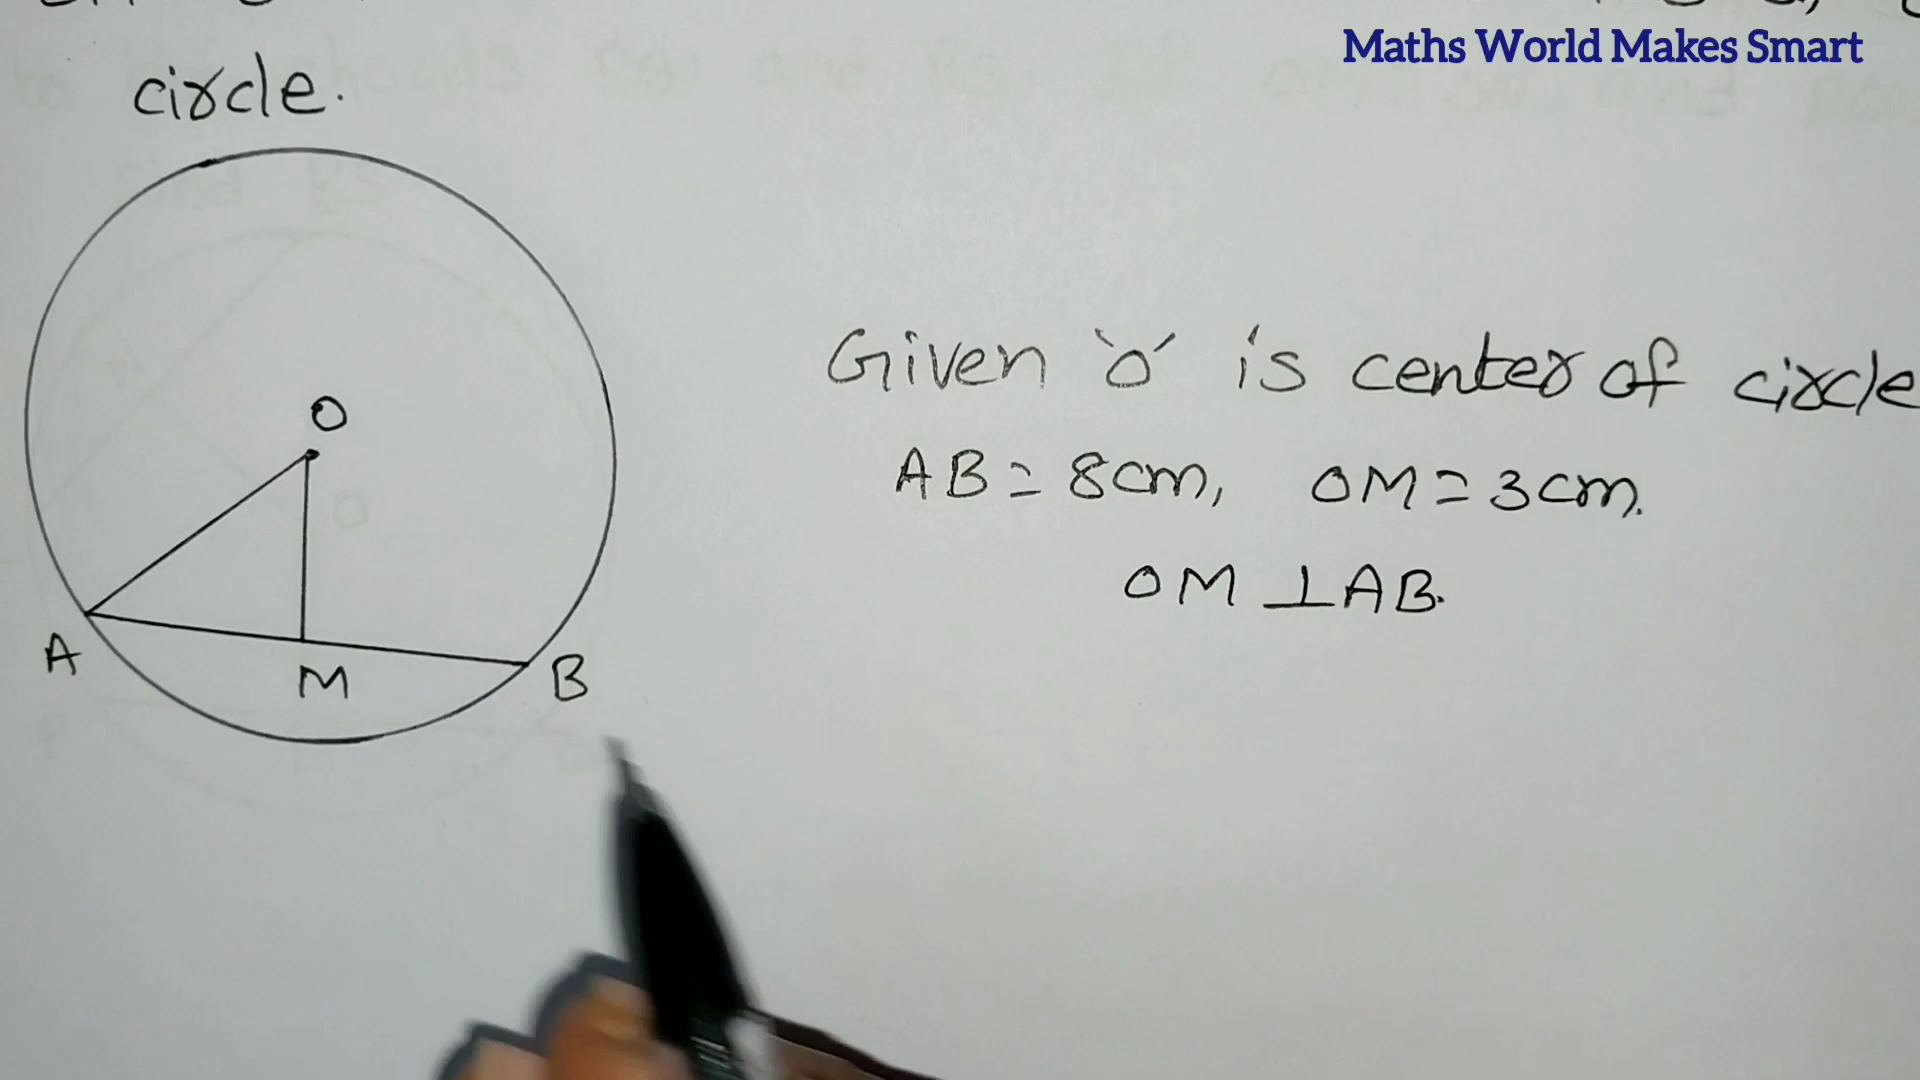 Maths World Makes Smart
circle.
O
A
M
B
Given 'O' is center of circle
AB = 8cm, OM = 3cm.
OM ⊥ AB.